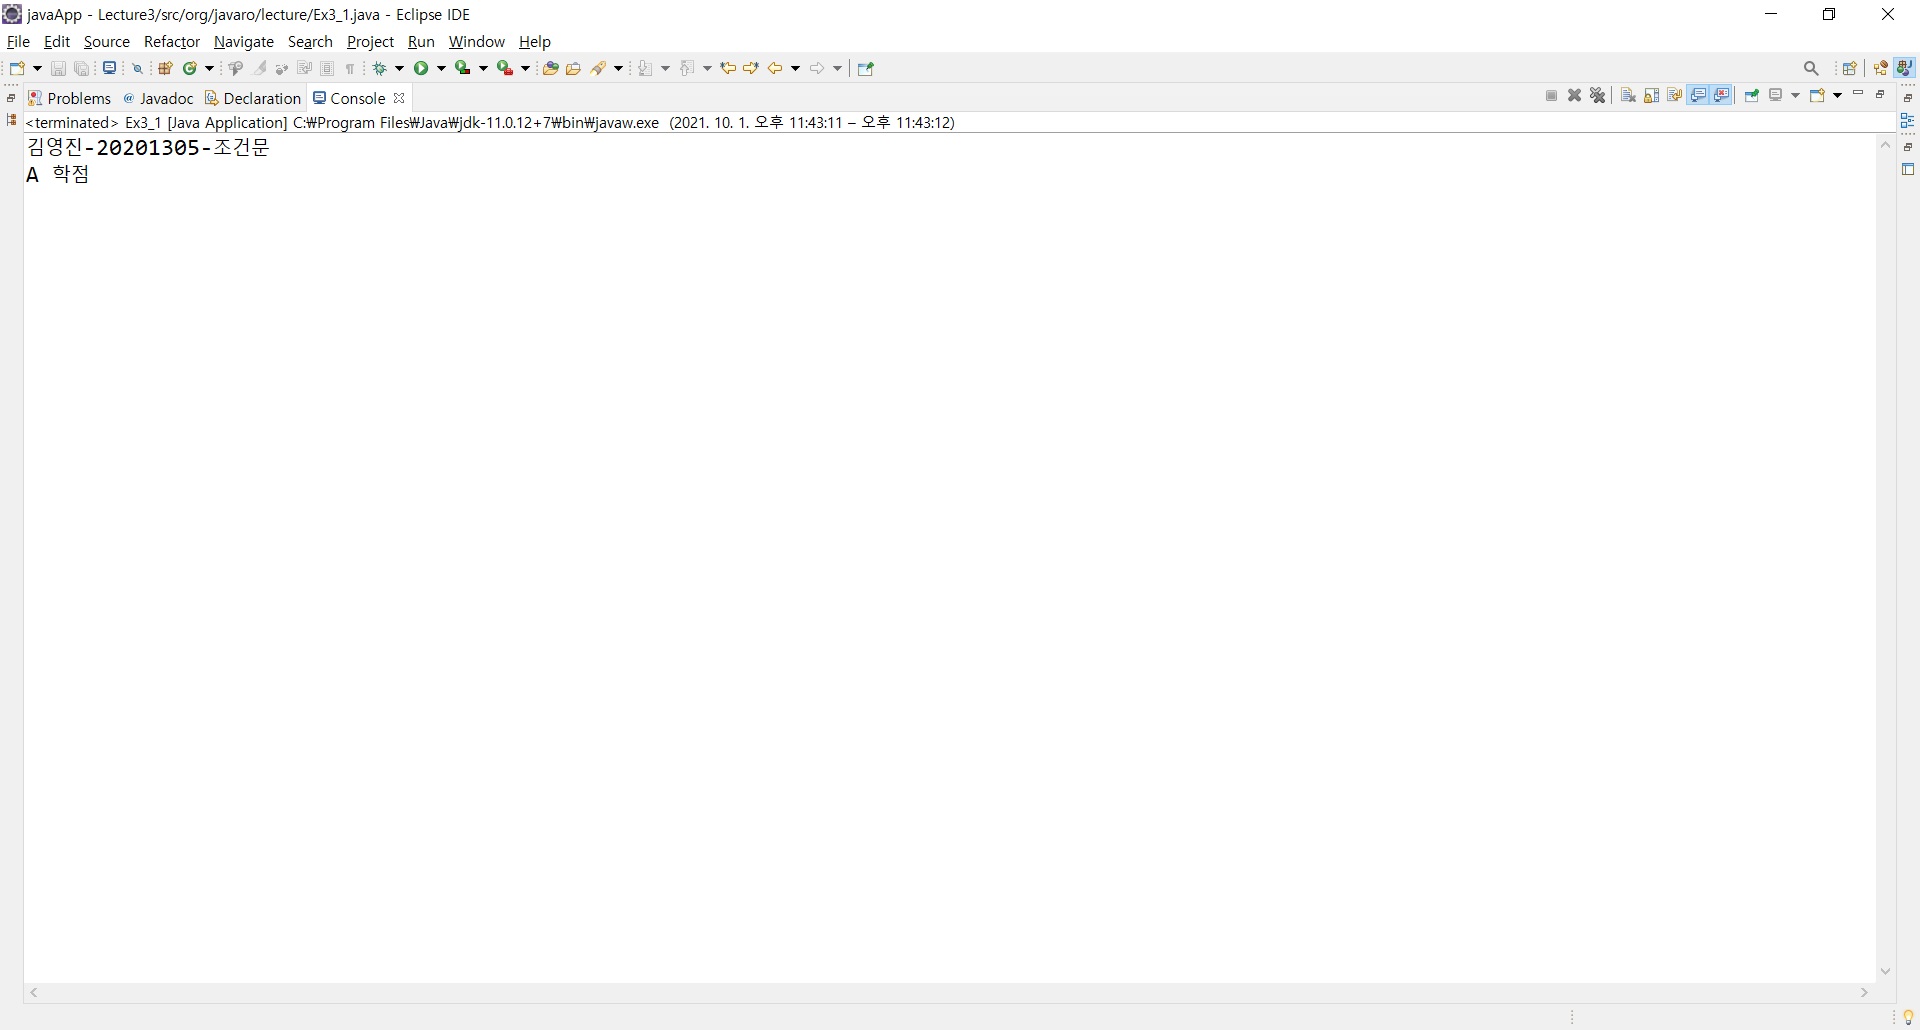 javaApp - Lecture3/src/org/javaro/lecture/Ex3_1.java - Eclipse IDE
File Edit Source Refactor Navigate Search Project Run Window Help
Problems @ Javadoc Declaration Console
<terminated> Ex3_1 [Java Application] C:₩Program Files₩Java₩jdk-11.0.12+7₩bin₩javaw.exe (2021. 10. 1. 오후 11:43:11 – 오후 11:43:12)
김영진-20201305-조건문
A 학점